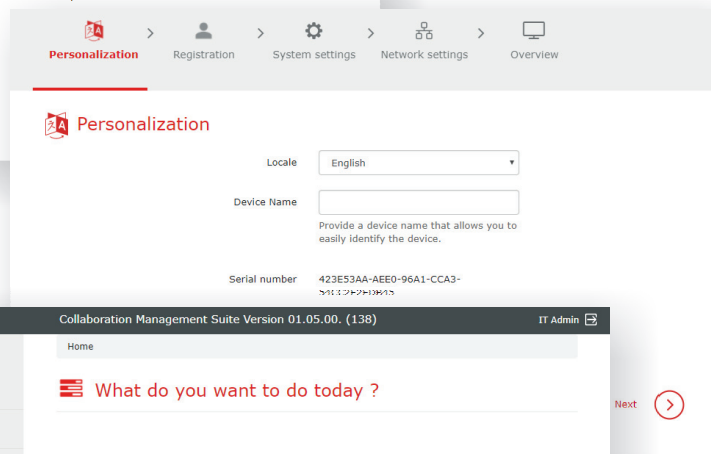 Personalization Registration System settings Network settings Overview
Personalization
Locale English
Device Name
Provide a device name that allows you to
easily identify the device.
Serial number 423E53AA-AEE0-96A1-CCA3-
Collaboration Management Suite Version 01.05.00. (138) IT Admin
Home
What do you want to do today ?
Next